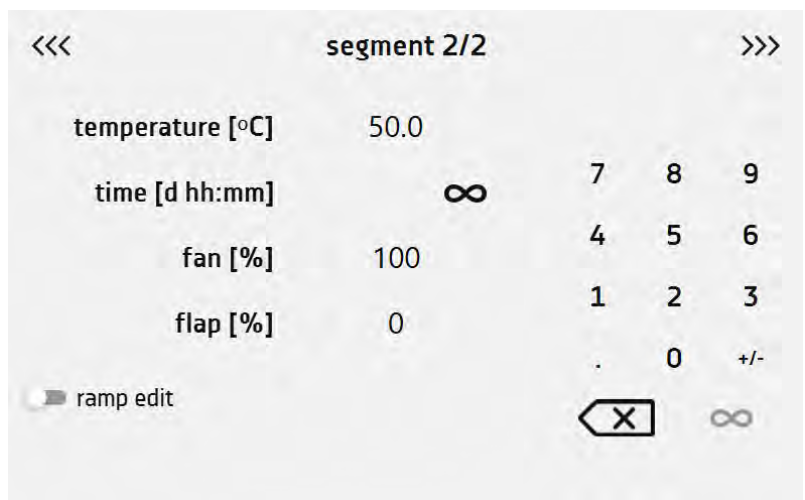 <<< segment 2/2 >>>
temperature [°C] 50.0
time [d hh:mm] ∞
fan [%] 100
flap [%] 0
7 8 9
4 5 6
1 2 3
. 0 +/-
ramp edit
∞